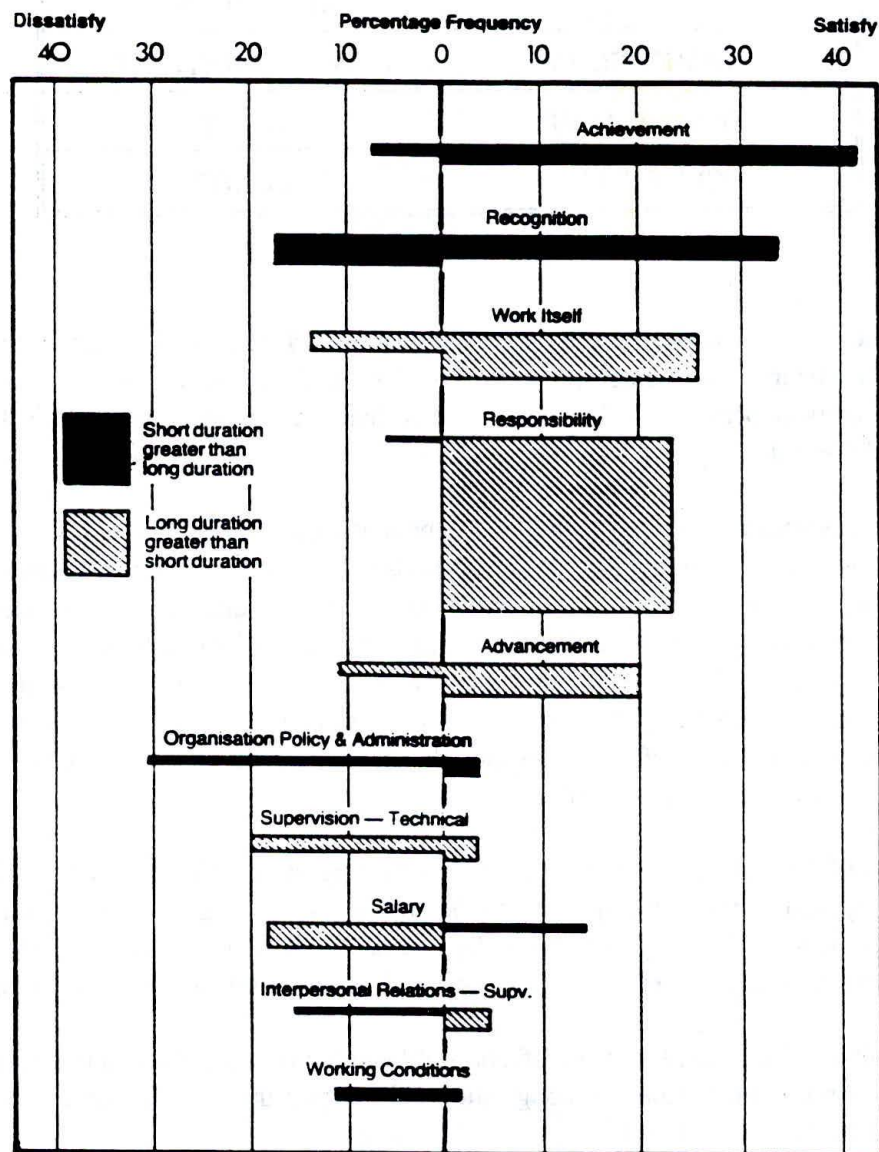 Dissatisfy Percentage Frequency Satisfy
40 30 20 10 0 10 20 30 40
Achievement
Recognition
Work Itself
Responsibility
Short duration
greater than
long duration
Long duration
greater than
short duration
Advancement
Organisation Policy & Administration
Supervision — Technical
Salary
Interpersonal Relations — Supv.
Working Conditions